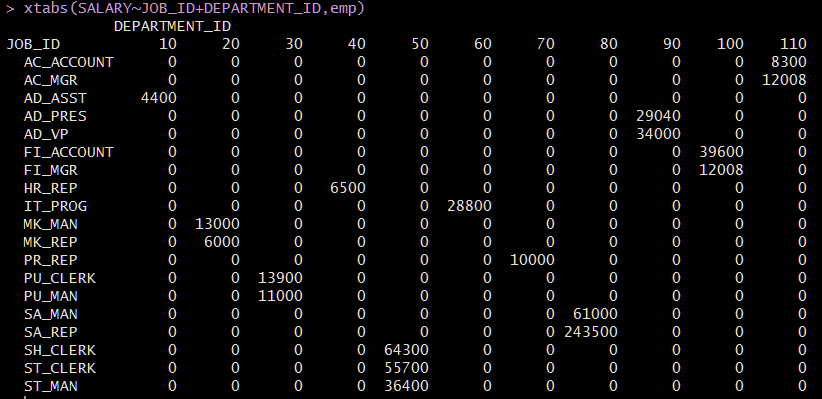 > xtabs(SALARY~JOB_ID+DEPARTMENT_ID,emp)
            DEPARTMENT_ID
JOB_ID           10     20     30     40     50     60     70     80     90    100    110
  AC_ACCOUNT      0      0      0      0      0      0      0      0      0      0   8300
  AC_MGR          0      0      0      0      0      0      0      0      0      0  12008
  AD_ASST      4400      0      0      0      0      0      0      0      0      0      0
  AD_PRES         0      0      0      0      0      0      0      0  29040      0      0
  AD_VP           0      0      0      0      0      0      0      0  34000      0      0
  FI_ACCOUNT      0      0      0      0      0      0      0      0      0  39600      0
  FI_MGR          0      0      0      0      0      0      0      0      0  12008      0
  HR_REP          0      0      0   6500      0      0      0      0      0      0      0
  IT_PROG         0      0      0      0      0  28800      0      0      0      0      0
  MK_MAN          0  13000      0      0      0      0      0      0      0      0      0
  MK_REP          0   6000      0      0      0      0      0      0      0      0      0
  PR_REP          0      0      0      0      0      0  10000      0      0      0      0
  PU_CLERK        0      0  13900      0      0      0      0      0      0      0      0
  PU_MAN          0      0  11000      0      0      0      0      0      0      0      0
  SA_MAN          0      0      0      0      0      0      0  61000      0      0      0
  SA_REP          0      0      0      0      0      0      0 243500      0      0      0
  SH_CLERK        0      0      0      0  64300      0      0      0      0      0      0
  ST_CLERK        0      0      0      0  55700      0      0      0      0      0      0
  ST_MAN          0      0      0      0  36400      0      0      0      0      0      0